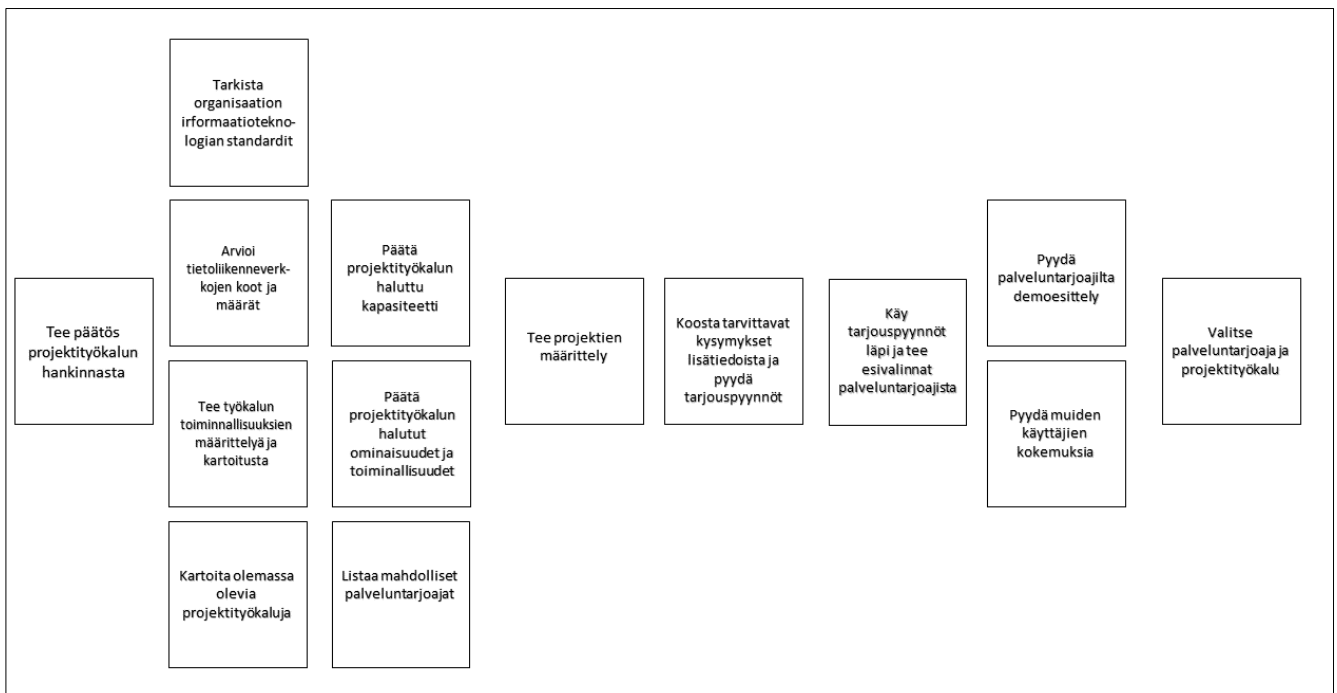 Tee päätös
projektityökalun
hankinnasta
Tarkista
organisaation
irformaatiotekno-
logian standardit
Arvioi
tietoliikenneverk-
kojen koot ja
määrät
Tee työkalun
toiminnallisuuksien
määrittelyä ja
kartoitusta
Kartoita olemassa
olevia
projektityökaluja
Päätä
projektityökalun
haluttu
kapasiteetti
Päätä
projektityökalun
halutut
ominaisuudet ja
toiminallisuudet
Listaa mahdolliset
palveluntarjoajat
Tee projektien
määrittely
Koosta tarvittavat
kysymykset
lisätiedoista ja
pyydä
tarjouspyynnöt
Käy
tarjouspyynnöt
läpi ja tee
esivalinnat
palveluntarjoajista
Pyydä
palveluntarjoajilta
demoesittely
Pyydä muiden
käyttäjien
kokemuksia
Valitse
palveluntarjoaja ja
projektityökalu